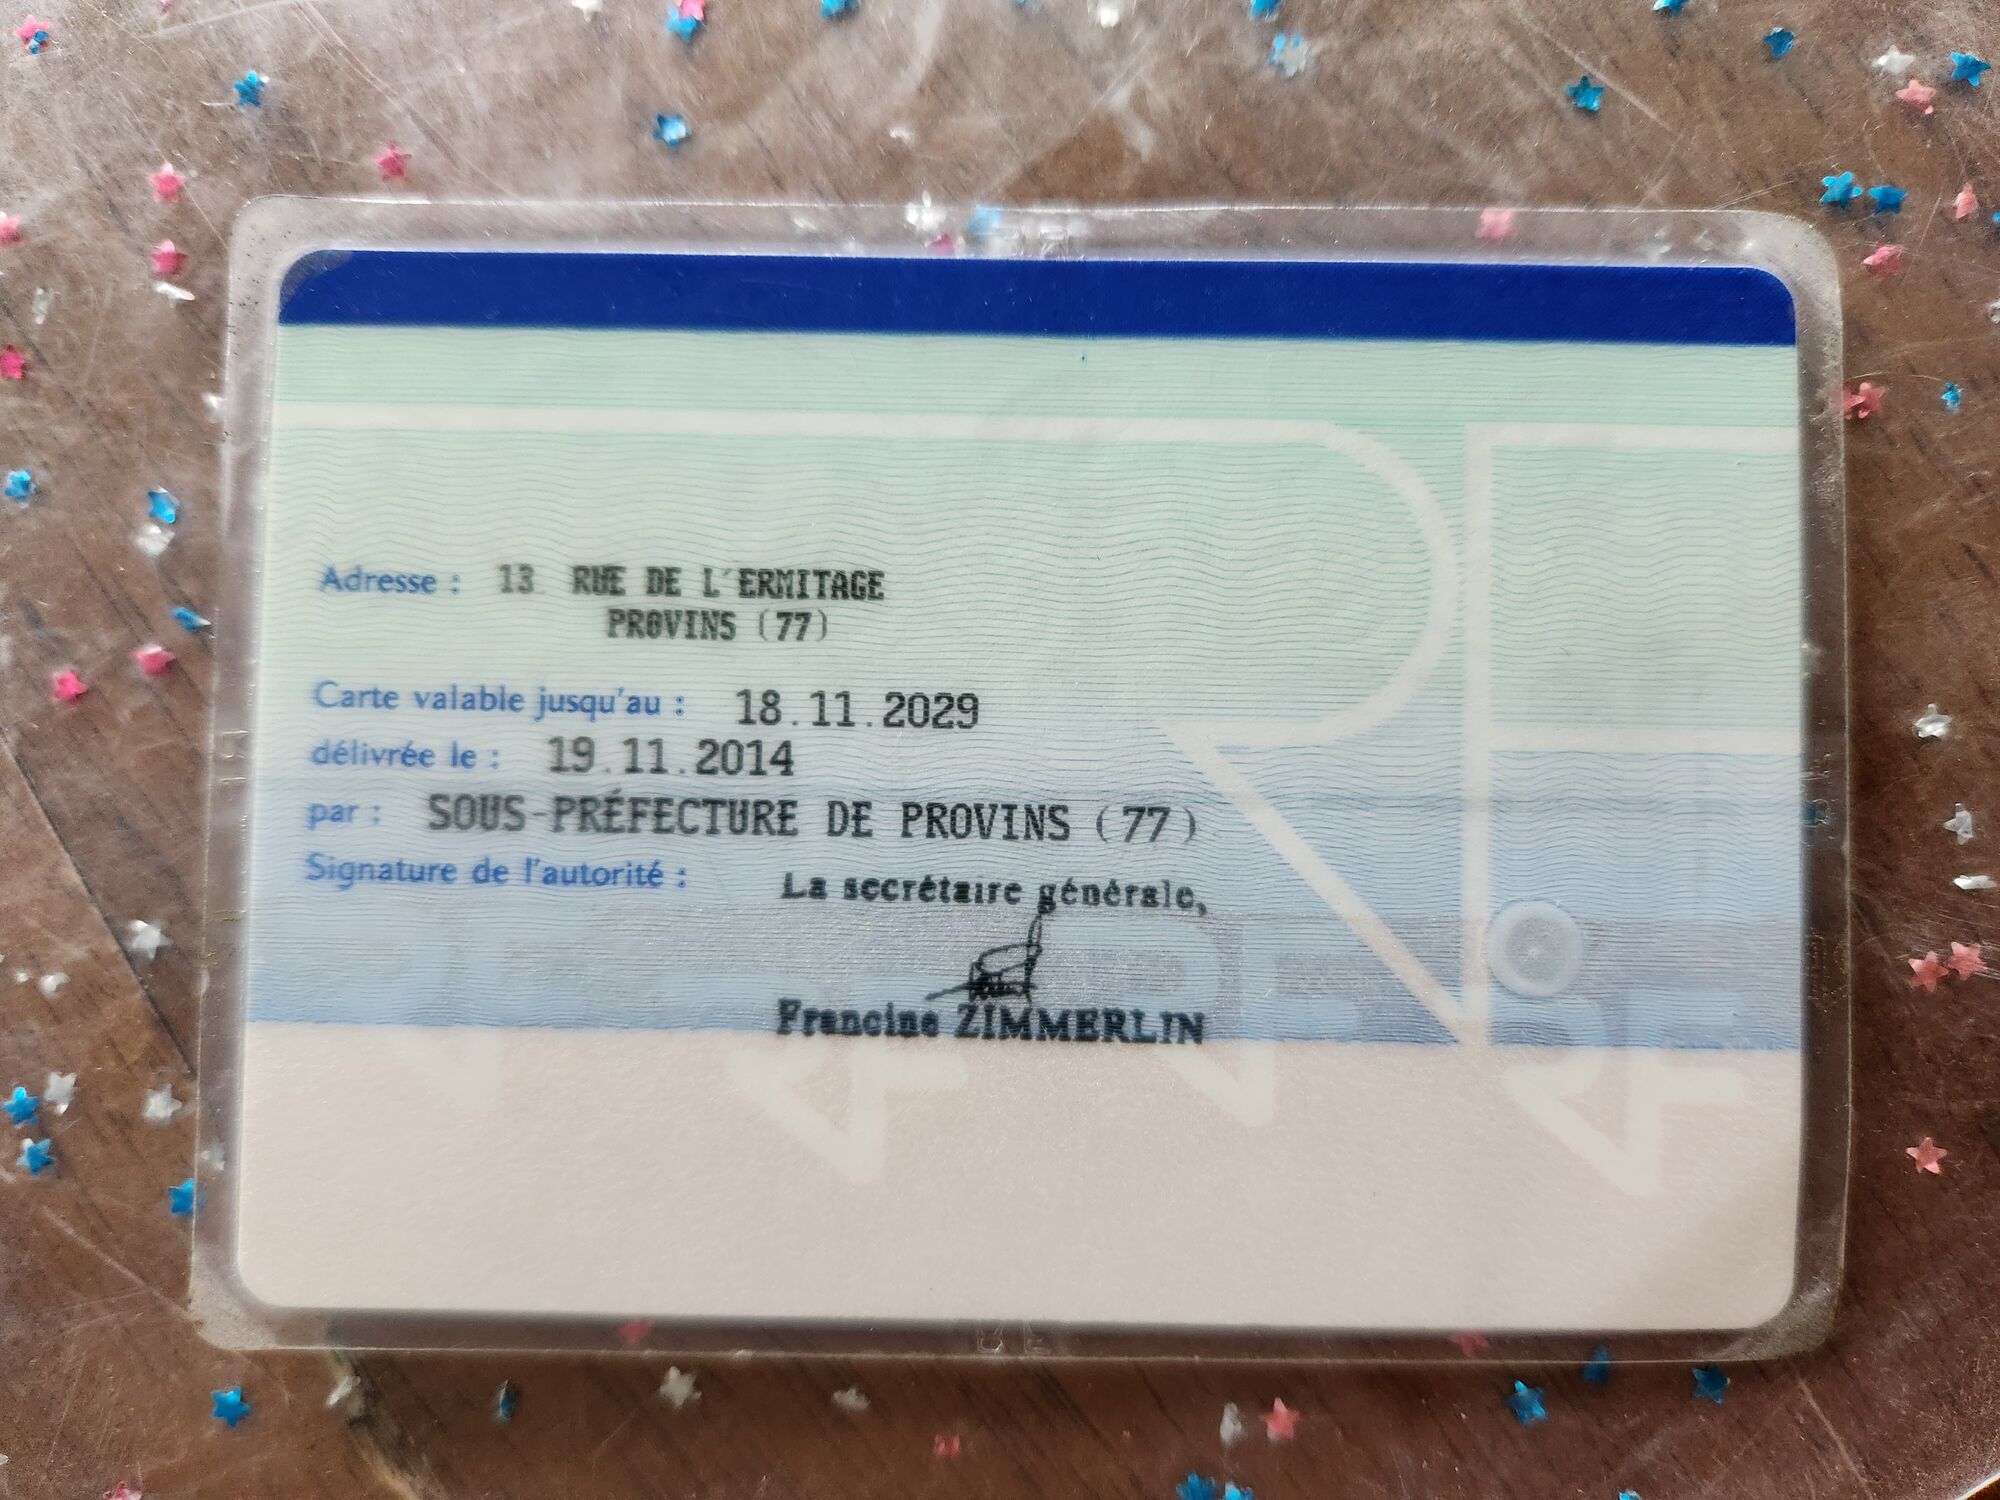 Adresse : 13 RUE DE L'ERMITAGE
PROVINS (77)
Carte valable jusqu'au : 18.11.2029
délivrée le : 19.11.2014
par : SOUS-PRÉFECTURE DE PROVINS (77)
Signature de l'autorité : La secrétaire générale,
Francine ZIMMERLIN
RF